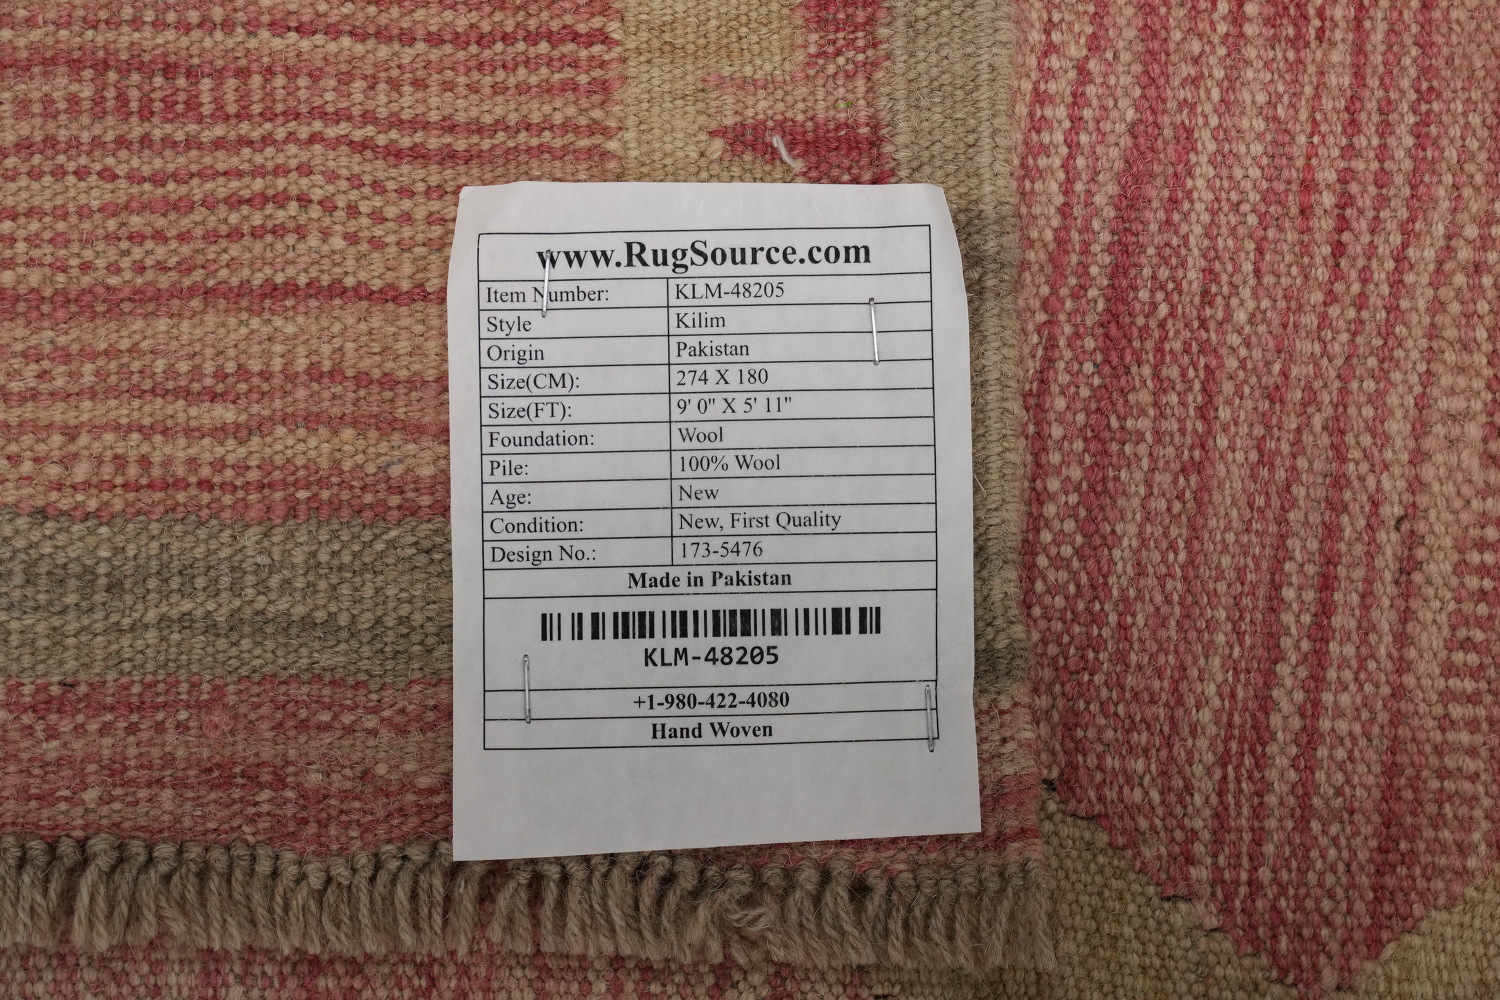 www.RugSource.com
Item Number: KLM-48205
Style Kilim
Origin Pakistan
Size(CM): 274 X 180
Size(FT): 9' 0" X 5' 11"
Foundation: Wool
Pile: 100% Wool
Age: New
Condition: New, First Quality
Design No.: 173-5476
Made in Pakistan
KLM-48205
+1-980-422-4080
Hand Woven